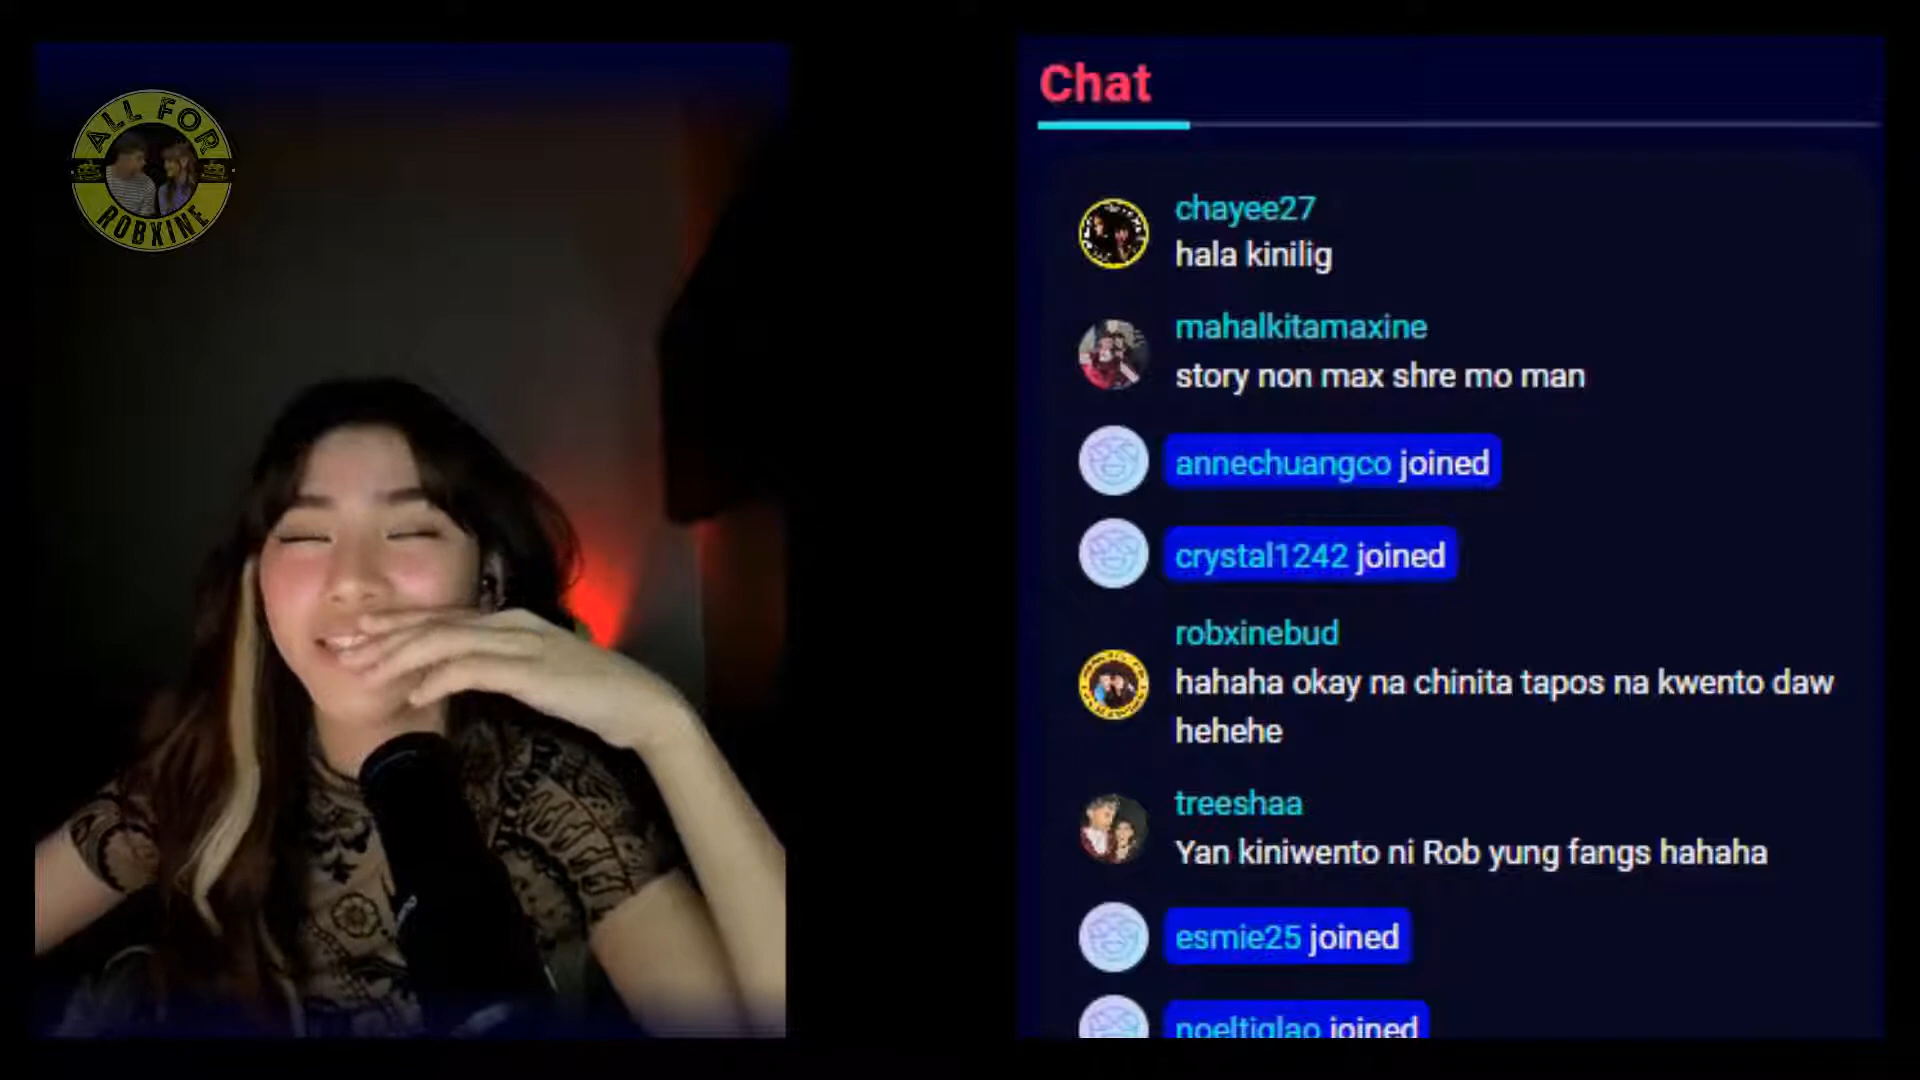 ALL FOR
ROBXINE
Chat
chayee27
hala kinilig
mahalkitamaxine
story non max shre mo man
annechuangco joined
crystal1242 joined
robxinebud
hahaha okay na chinita tapos na kwento daw
hehehe
treeshaa
Yan kiniwento ni Rob yung fangs hahaha
esmie25 joined
noeltiglao joined